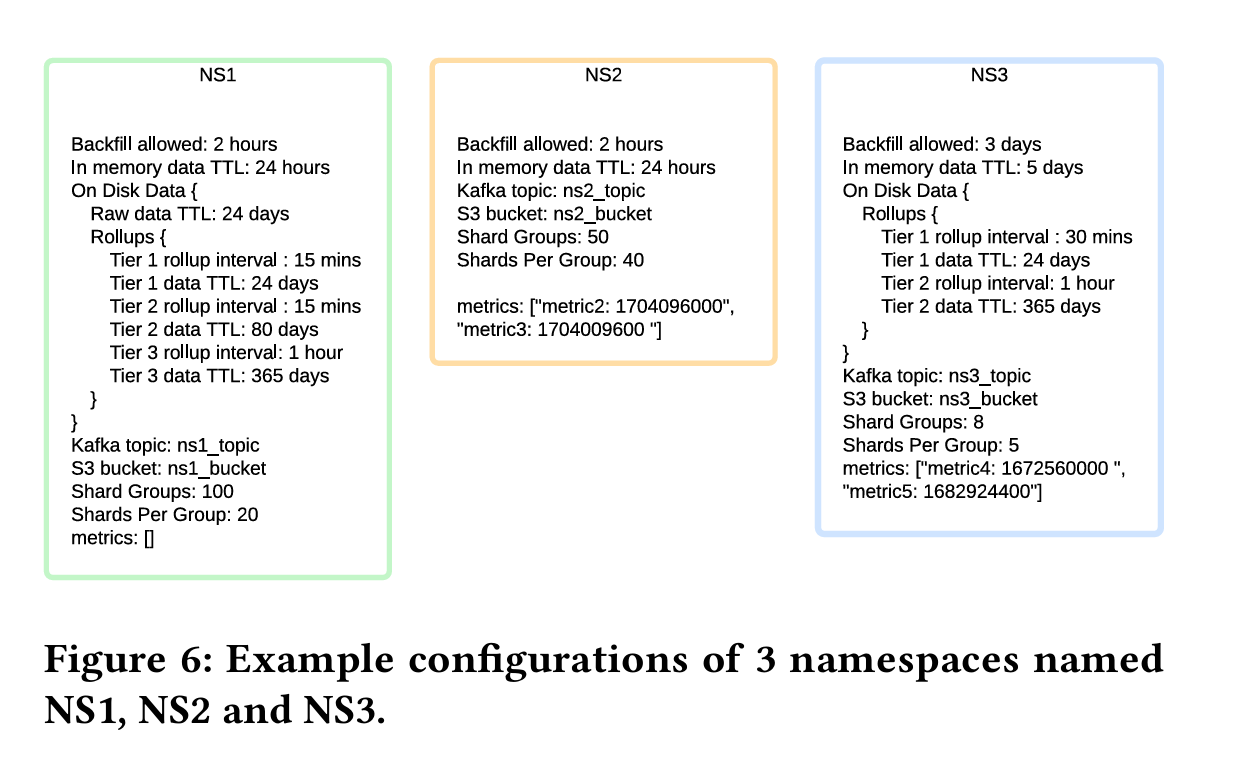 NS1
Backfill allowed: 2 hours
In memory data TTL: 24 hours
On Disk Data {
Raw data TTL: 24 days
Rollups {
Tier 1 rollup interval : 15 mins
Tier 1 data TTL: 24 days
Tier 2 rollup interval : 15 mins
Tier 2 data TTL: 80 days
Tier 3 rollup interval: 1 hour
Tier 3 data TTL: 365 days
}
}
Kafka topic: ns1_topic
S3 bucket: ns1_bucket
Shard Groups: 100
Shards Per Group: 20
metrics: []
NS2
Backfill allowed: 2 hours
In memory data TTL: 24 hours
Kafka topic: ns2_topic
S3 bucket: ns2_bucket
Shard Groups: 50
Shards Per Group: 40
metrics: ["metric2: 1704096000",
"metric3: 1704009600 "]
NS3
Backfill allowed: 3 days
In memory data TTL: 5 days
On Disk Data {
Rollups {
Tier 1 rollup interval : 30 mins
Tier 1 data TTL: 24 days
Tier 2 rollup interval: 1 hour
Tier 2 data TTL: 365 days
}
}
Kafka topic: ns3_topic
S3 bucket: ns3_bucket
Shard Groups: 8
Shards Per Group: 5
metrics: ["metric4: 1672560000 ",
"metric5: 1682924400"]
Figure 6: Example configurations of 3 namespaces named
NS1, NS2 and NS3.